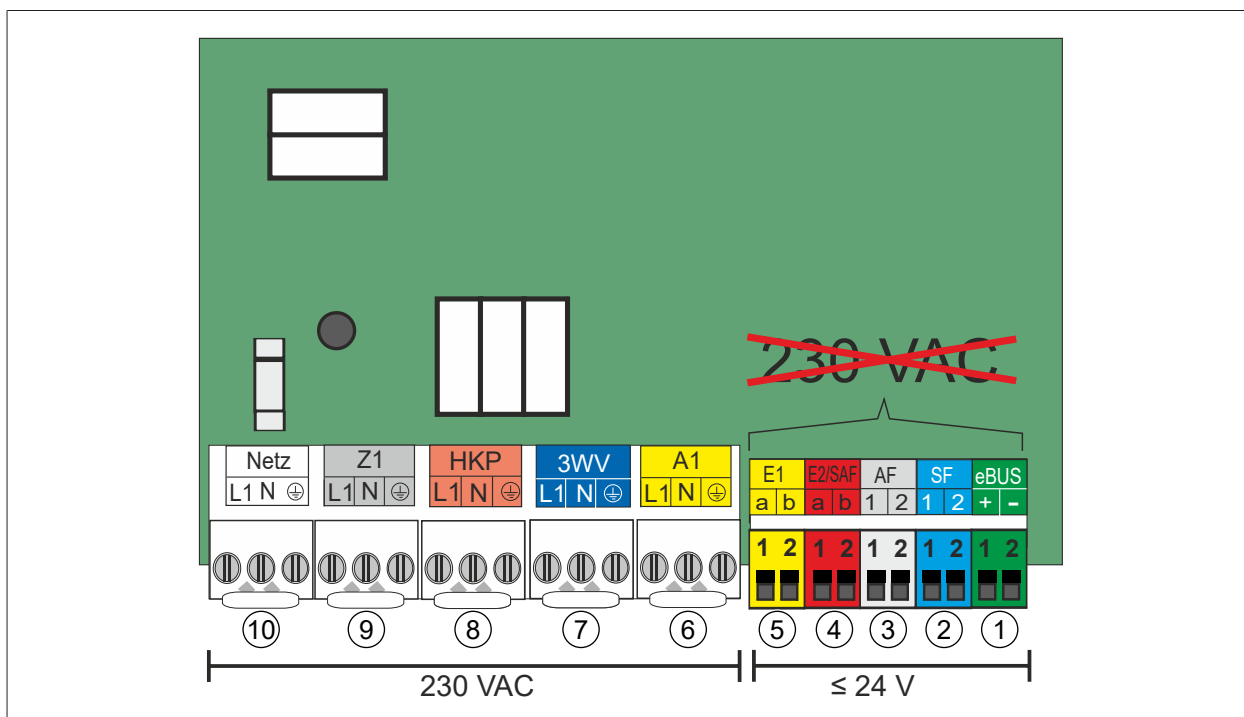 230 VAC
Netz Z1 HKP 3WV A1
L1 N L1 N L1 N L1 N L1 N
E1 E2/SAF AF SF eBUS
a b a b 1 2 1 2 + -
1 2 1 2 1 2 1 2 1 2
10 9 8 7 6 5 4 3 2 1
230 VAC ≤ 24 V